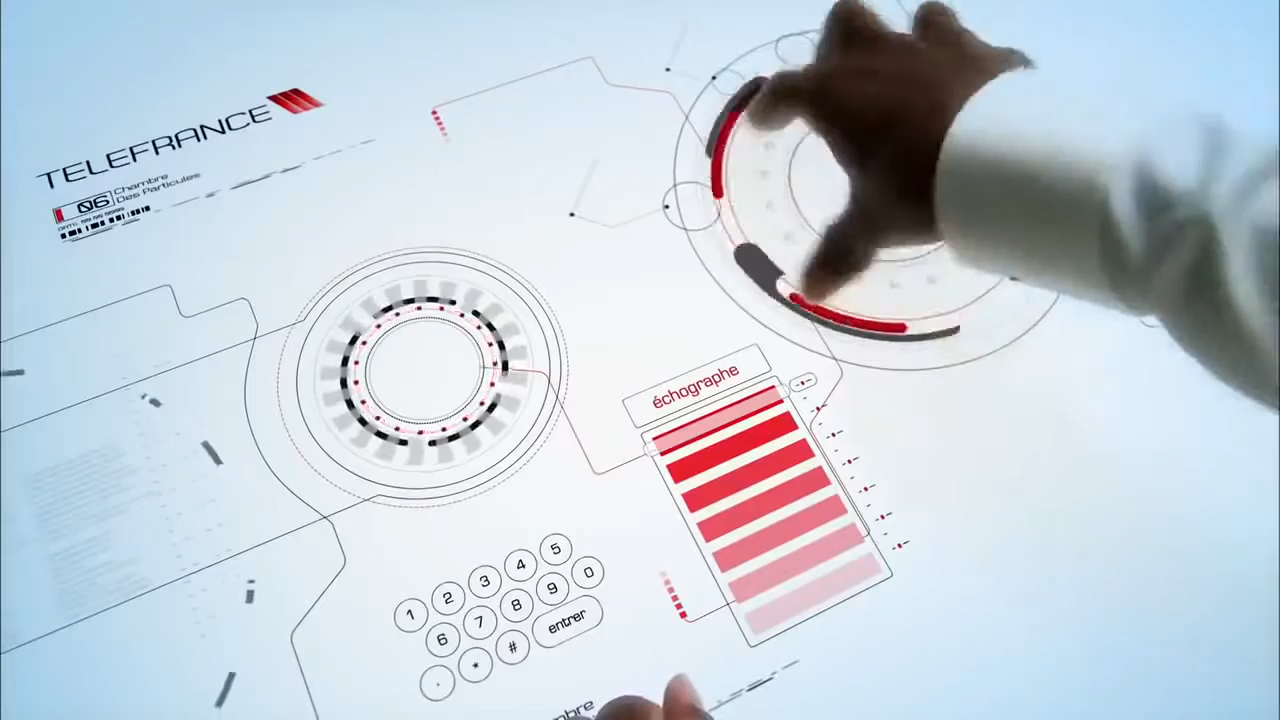 TELEFRANCE
06 Chambre
Des Particules
échographe
1 2 3 4 5
6 7 8 9 0
. * # entrer